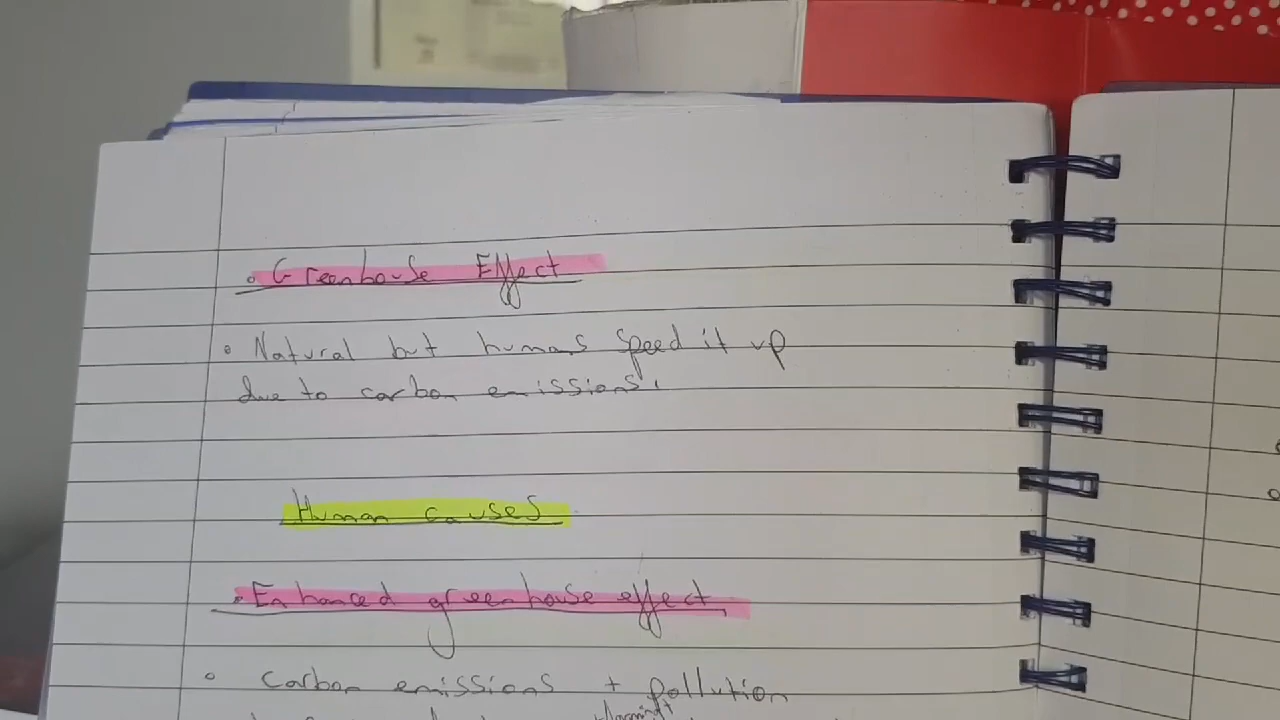 • Greenhouse Effect
• Natural but humans speed it up
due to carbon emissions.
Human causes
• Enhanced greenhouse effect
• carbon emissions + pollution